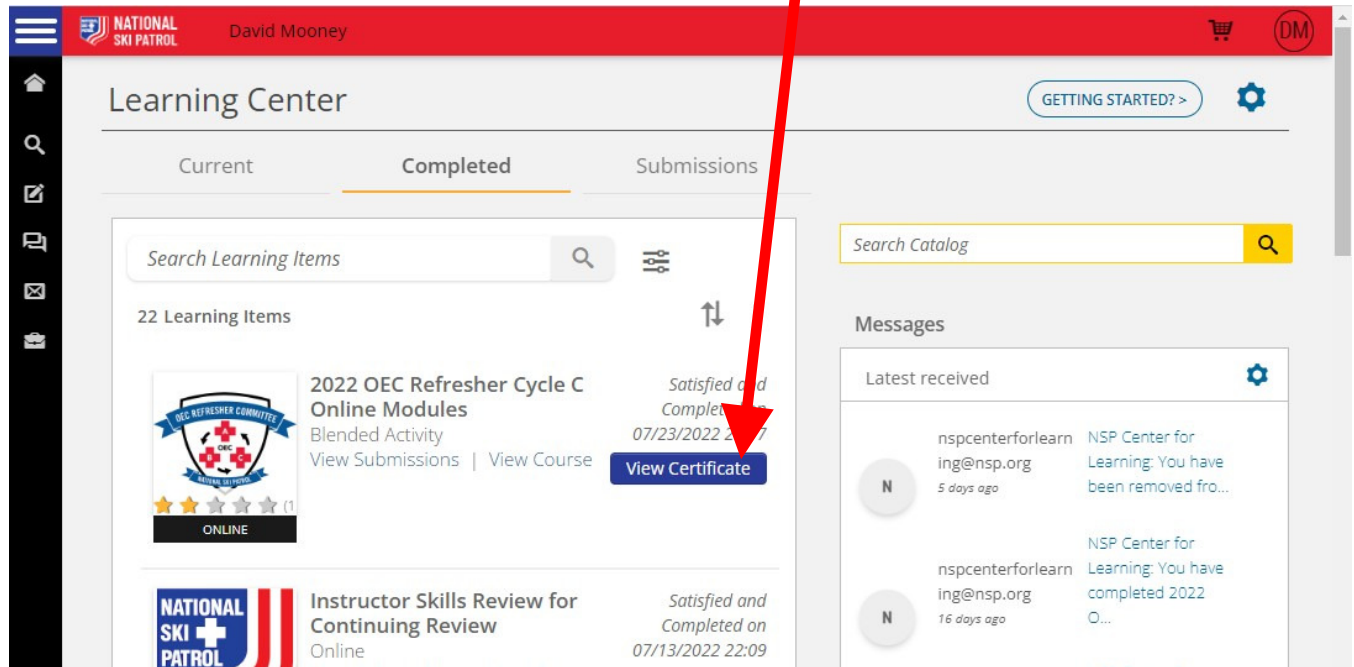 NATIONAL
SKI PATROL
David Mooney
DM
Learning Center
GETTING STARTED? >
Current
Completed
Submissions
Search Learning Items
22 Learning Items
OEC REFRESHER COMMITTEE
OEC
A
B
C
NATIONAL SKI PATROL
(1
ONLINE
2022 OEC Refresher Cycle C
Online Modules
Blended Activity
View Submissions | View Course
Satisfied and
Completed on
07/23/2022
View Certificate
NATIONAL
SKI
PATROL
Instructor Skills Review for
Continuing Review
Online
Satisfied and
Completed on
07/13/2022 22:09
Search Catalog
Messages
Latest received
N
nspcenterforlearn
ing@nsp.org
5 days ago
NSP Center for
Learning: You have
been removed fro...
N
nspcenterforlearn
ing@nsp.org
16 days ago
NSP Center for
Learning: You have
completed 2022
O...